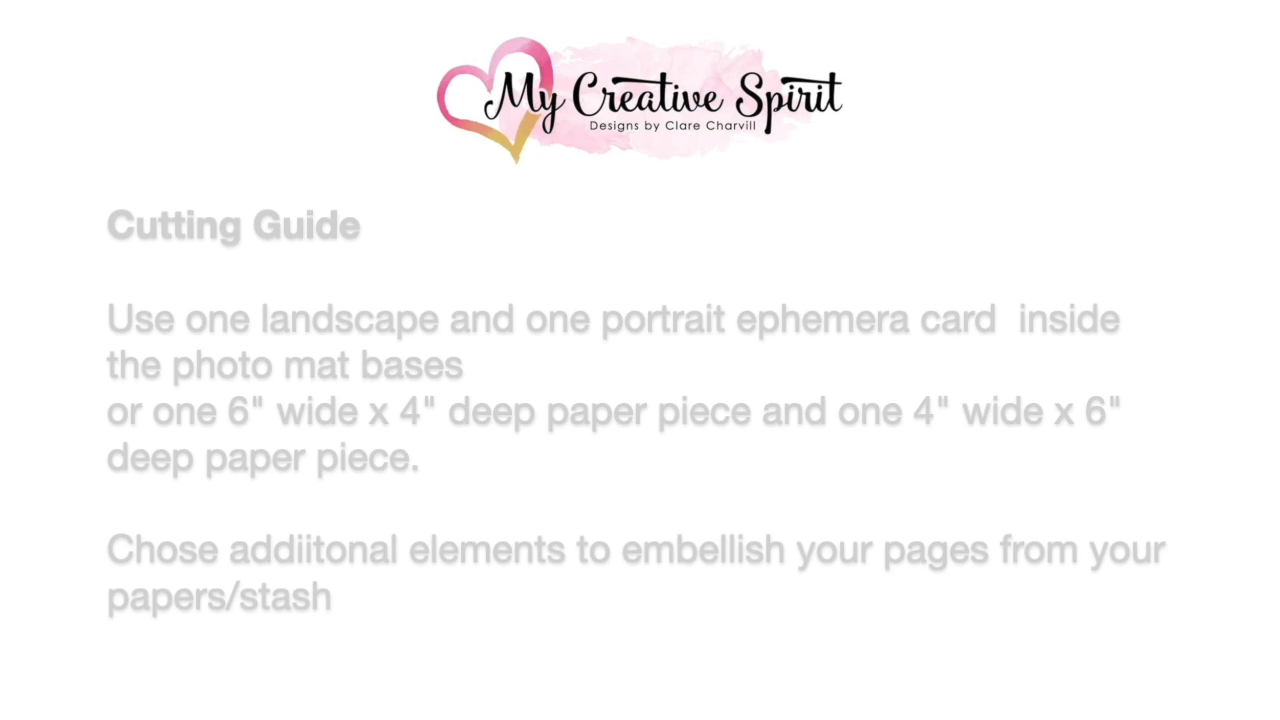 My Creative Spirit
Designs by Clare Charvill
Cutting Guide
Use one landscape and one portrait ephemera card  inside
the photo mat bases
or one 6" wide x 4" deep paper piece and one 4" wide x 6"
deep paper piece.
Chose addiitonal elements to embellish your pages from your
papers/stash